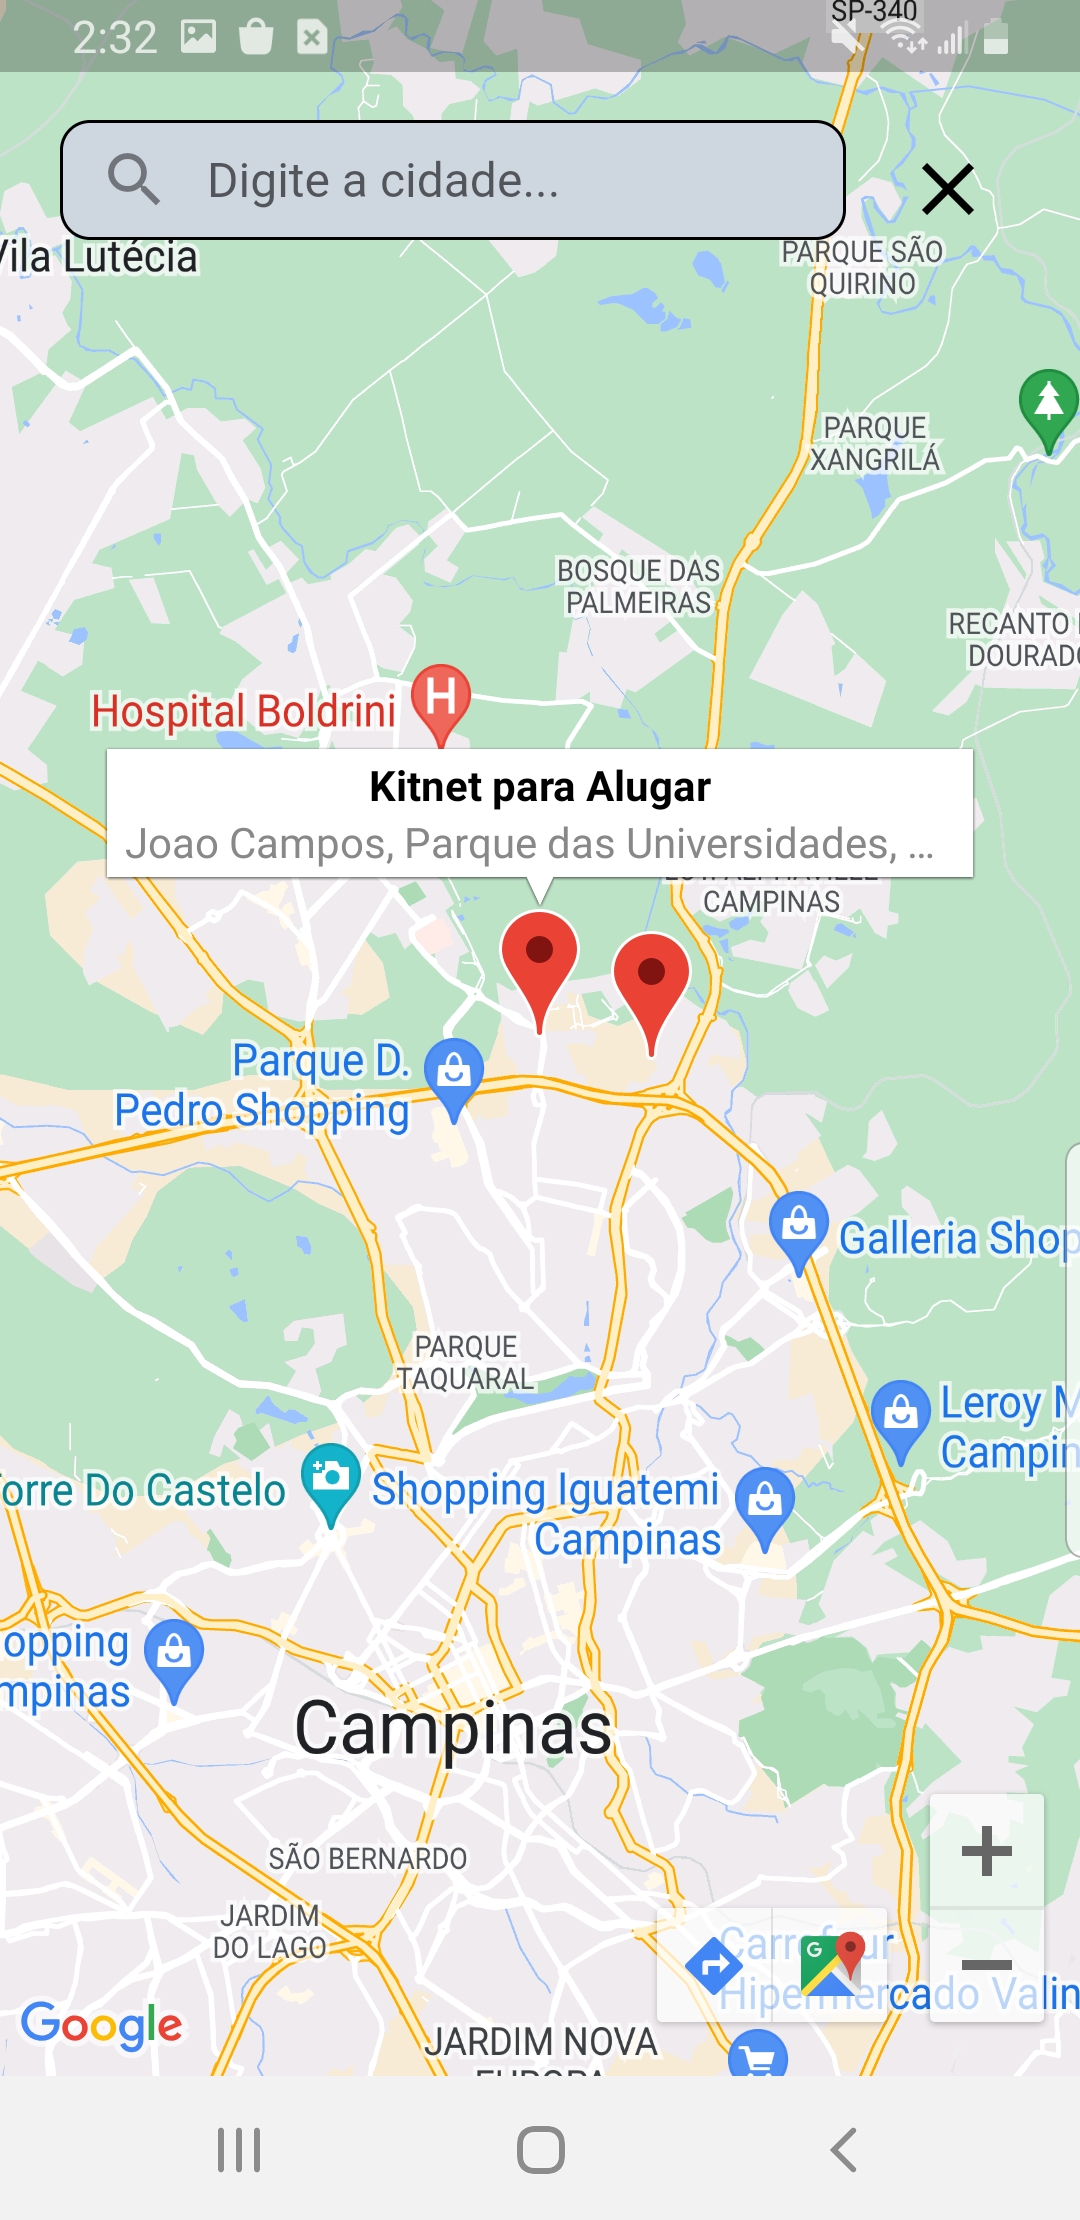 SP-340
2:32
Digite a cidade...
Vila Lutécia
PARQUE SÃO
QUIRINO
PARQUE
XANGRILÁ
BOSQUE DAS
PALMEIRAS
RECANTO
DOURADO
Hospital Boldrini
H
Kitnet para Alugar
Joao Campos, Parque das Universidades, ...
CAMPINAS
Parque D.
Pedro Shopping
Galleria Shop
PARQUE
TAQUARAL
Leroy M
Campin
Torre Do Castelo
Shopping Iguatemi
Campinas
opping
mpinas
Campinas
SÃO BERNARDO
JARDIM
DO LAGO
Carrefour
Hipermercado Valin
G
Google
JARDIM NOVA
EUROPA